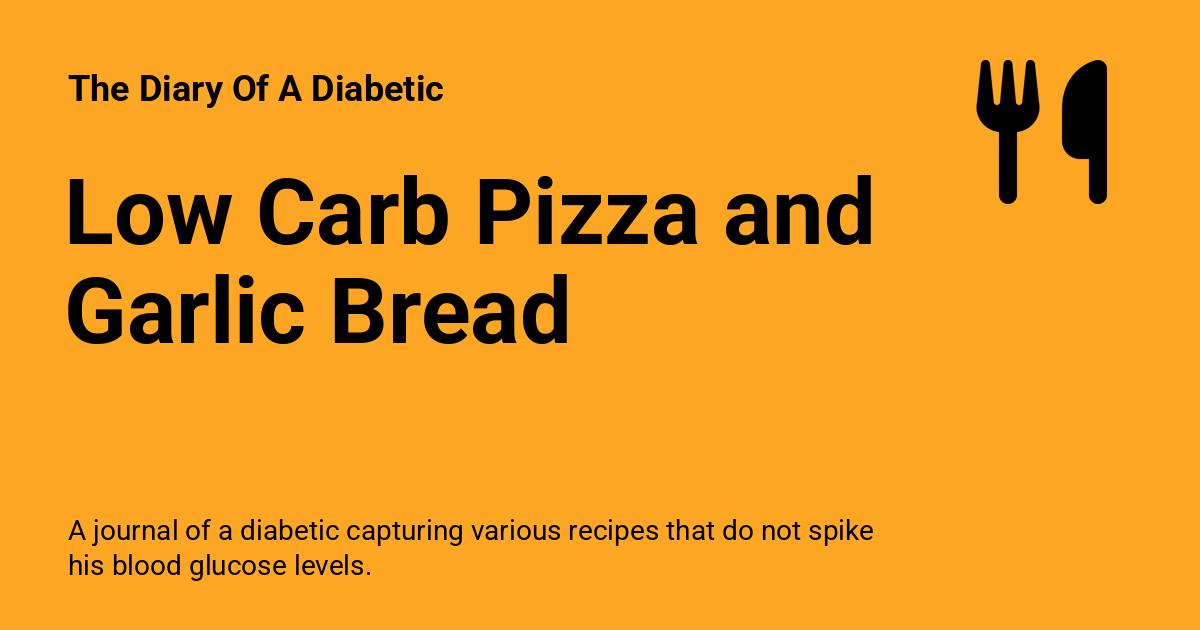 The Diary Of A Diabetic
Low Carb Pizza and
Garlic Bread
A journal of a diabetic capturing various recipes that do not spike
his blood glucose levels.